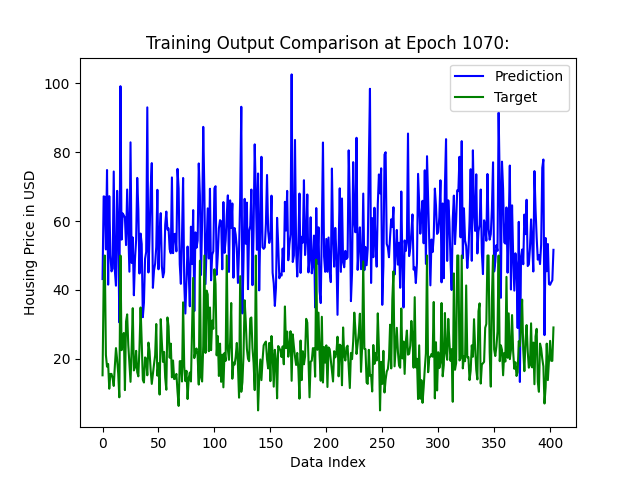 Training Output Comparison at Epoch 1070:
Prediction
Target
Housing Price in USD
100
80
60
40
20
0 50 100 150 200 250 300 350 400
Data Index